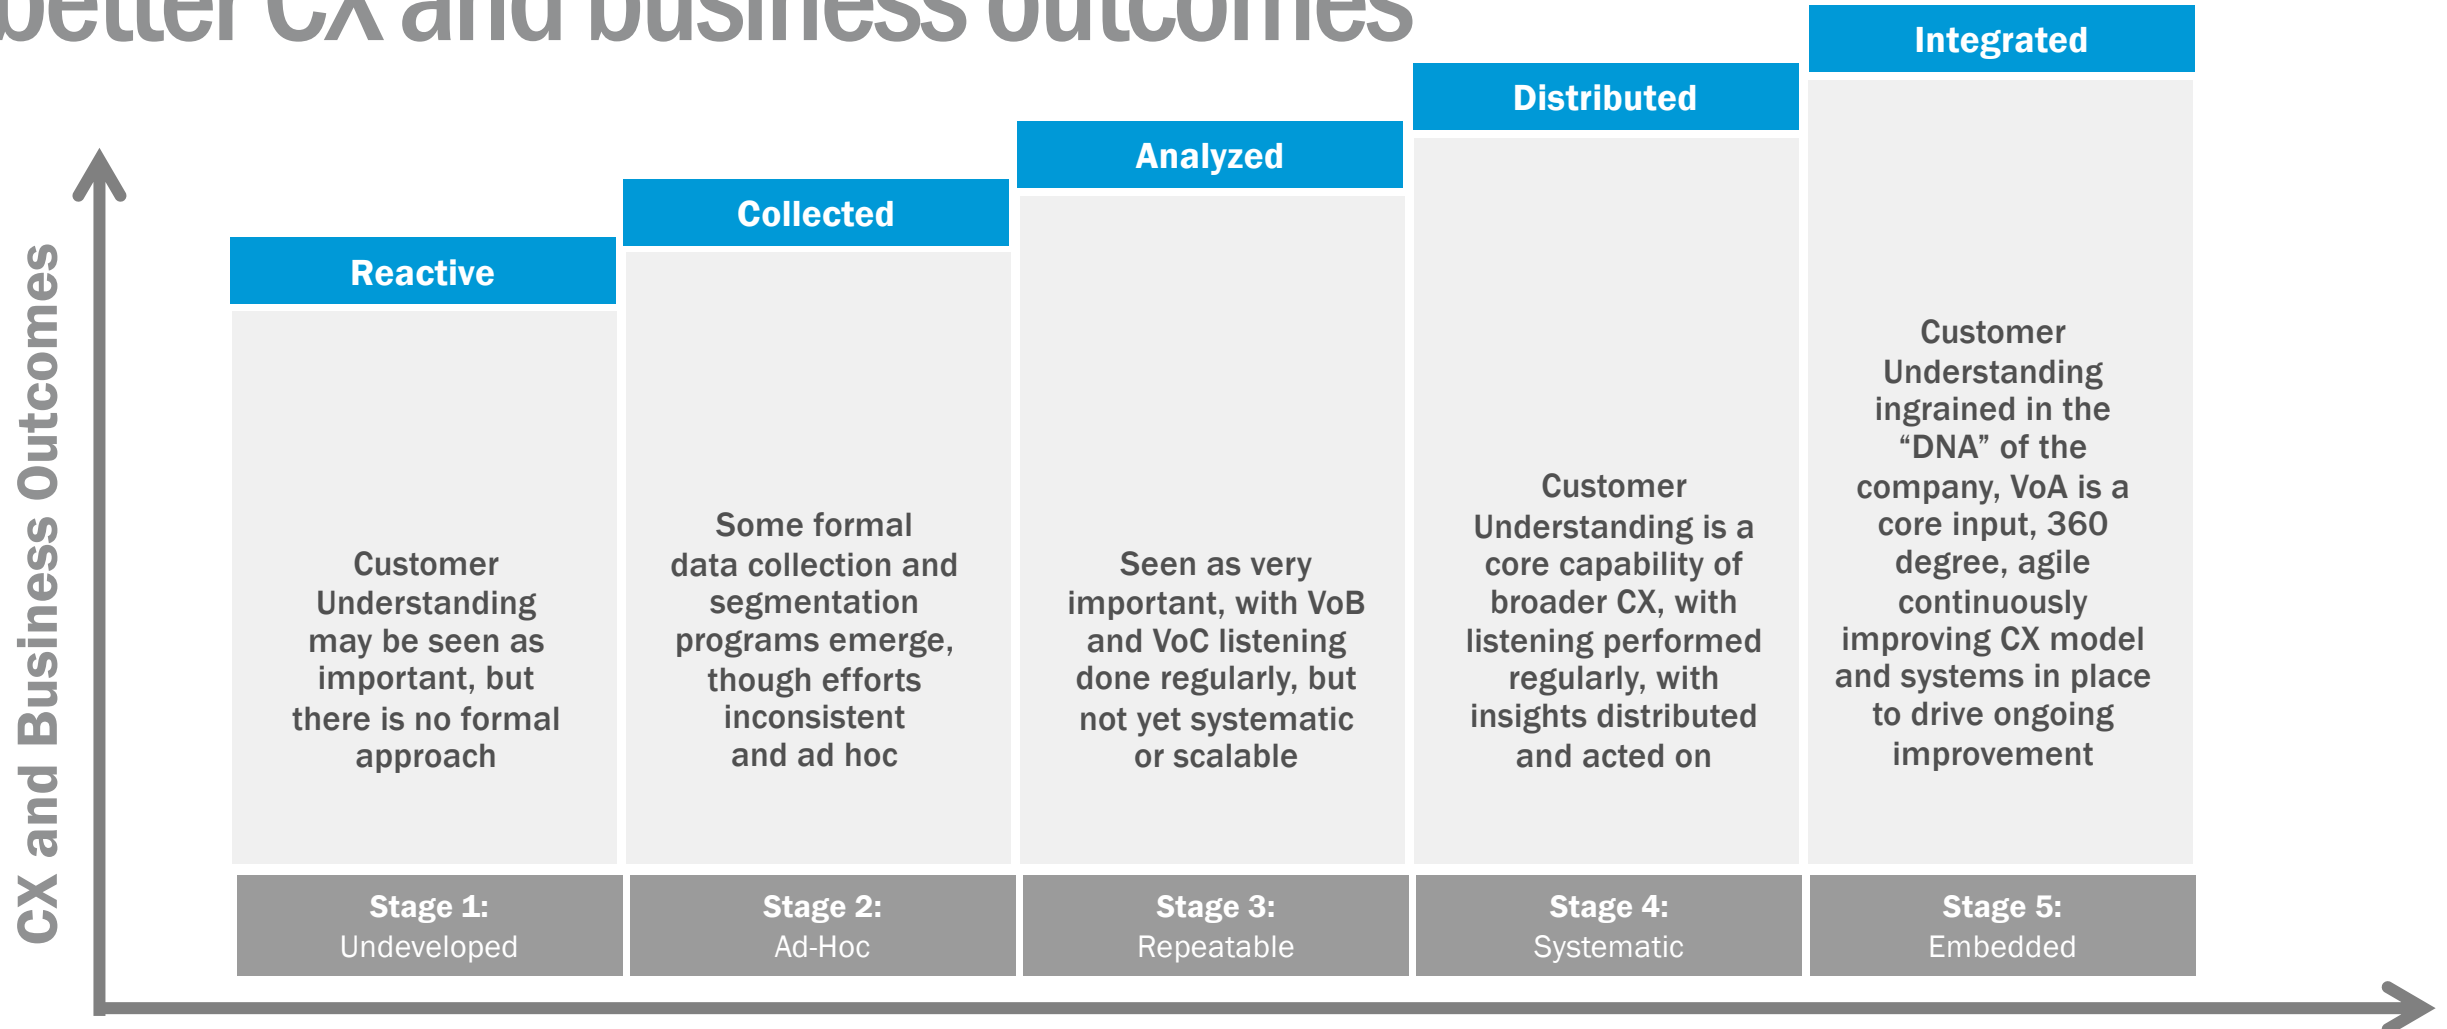 better CX and business outcomes
CX and Business Outcomes
Reactive
Customer
Understanding
may be seen as
important, but
there is no formal
approach
Stage 1:
Undeveloped
Collected
Some formal
data collection and
segmentation
programs emerge,
though efforts
inconsistent
and ad hoc
Stage 2:
Ad-Hoc
Analyzed
Seen as very
important, with VoB
and VoC listening
done regularly, but
not yet systematic
or scalable
Stage 3:
Repeatable
Distributed
Customer
Understanding is a
core capability of
broader CX, with
listening performed
regularly, with
insights distributed
and acted on
Stage 4:
Systematic
Integrated
Customer
Understanding
ingrained in the
“DNA” of the
company, VoA is a
core input, 360
degree, agile
continuously
improving CX model
and systems in place
to drive ongoing
improvement
Stage 5:
Embedded